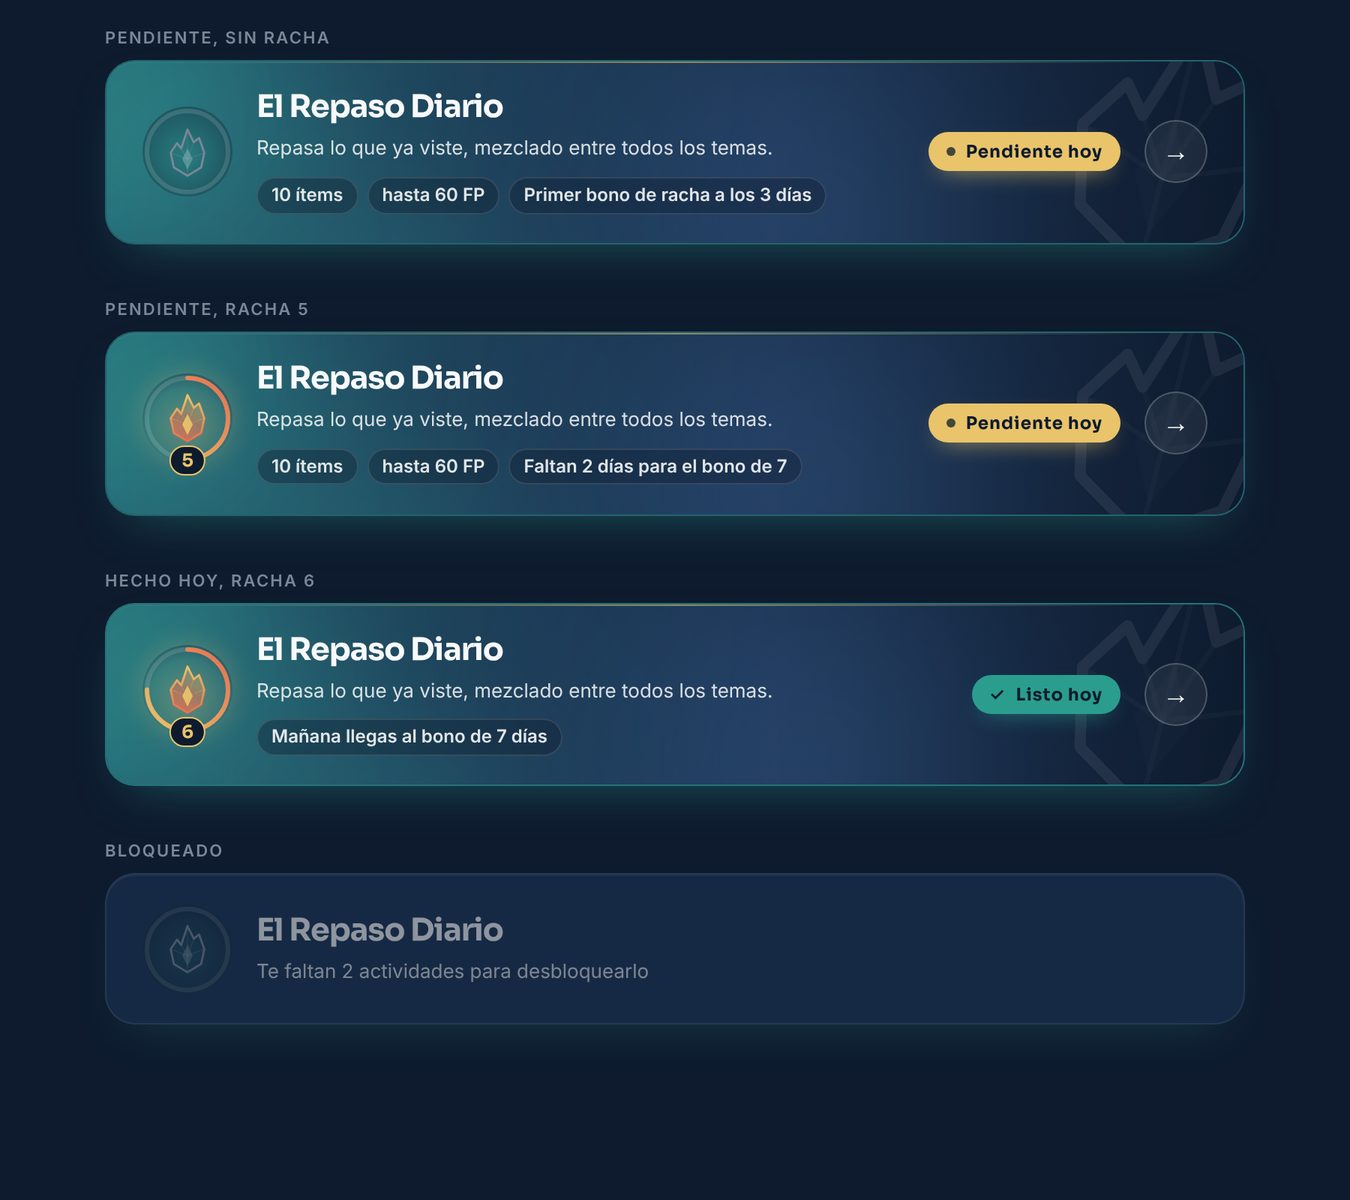 PENDIENTE, SIN RACHA
El Repaso Diario
Repasa lo que ya viste, mezclado entre todos los temas.
10 ítems hasta 60 FP Primer bono de racha a los 3 días
Pendiente hoy →
PENDIENTE, RACHA 5
El Repaso Diario
Repasa lo que ya viste, mezclado entre todos los temas.
5
10 ítems hasta 60 FP Faltan 2 días para el bono de 7
Pendiente hoy →
HECHO HOY, RACHA 6
El Repaso Diario
Repasa lo que ya viste, mezclado entre todos los temas.
6
Mañana llegas al bono de 7 días
✓ Listo hoy →
BLOQUEADO
El Repaso Diario
Te faltan 2 actividades para desbloquearlo